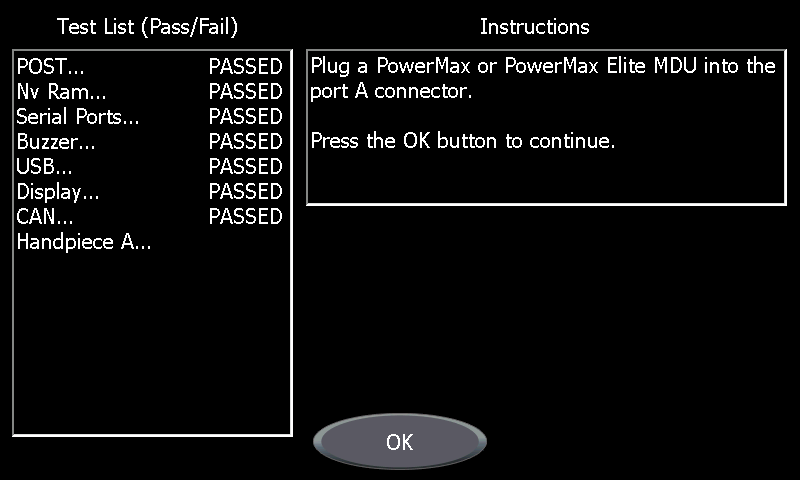 Test List (Pass/Fail)
Instructions
POST... PASSED
Nv Ram... PASSED
Serial Ports... PASSED
Buzzer... PASSED
USB... PASSED
Display... PASSED
CAN... PASSED
Handpiece A...
Plug a PowerMax or PowerMax Elite MDU into the
port A connector.
Press the OK button to continue.
OK